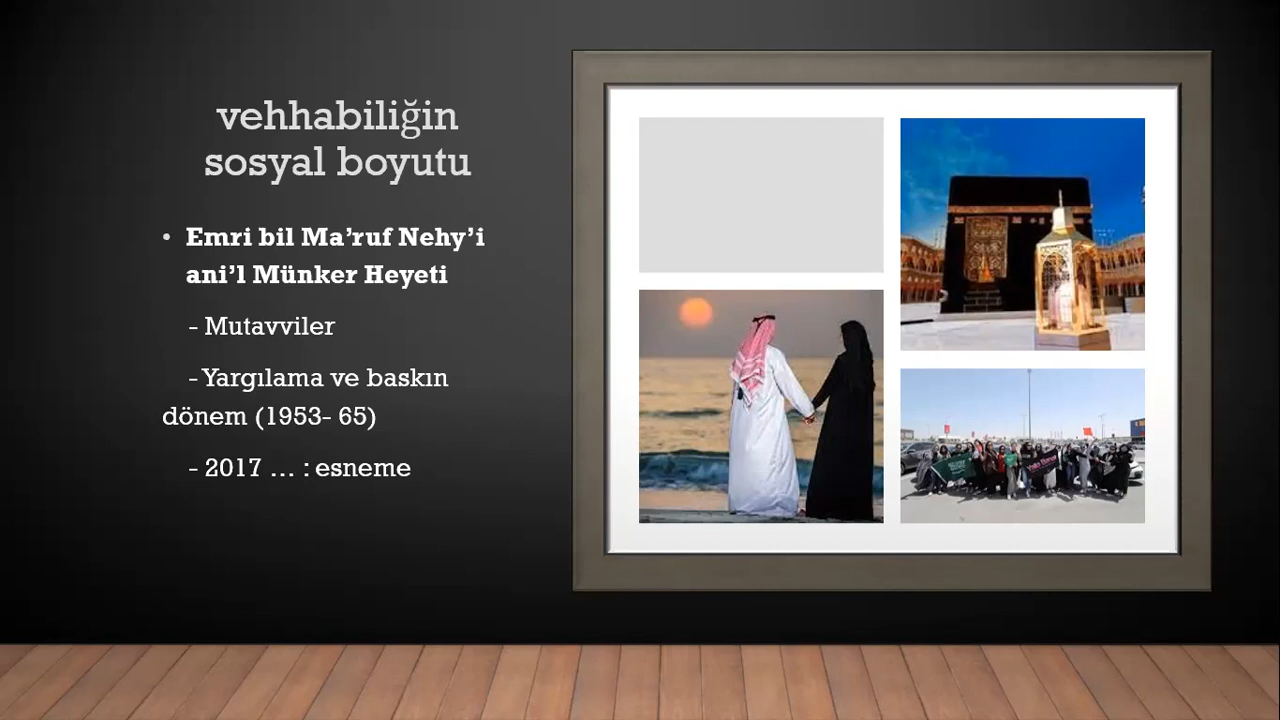 vehhabiliğin
sosyal boyutu
• Emri bil Ma’ruf Nehy’i
ani’l Münker Heyeti
- Mutavviler
- Yargılama ve baskın
dönem (1953- 65)
- 2017 ... : esneme